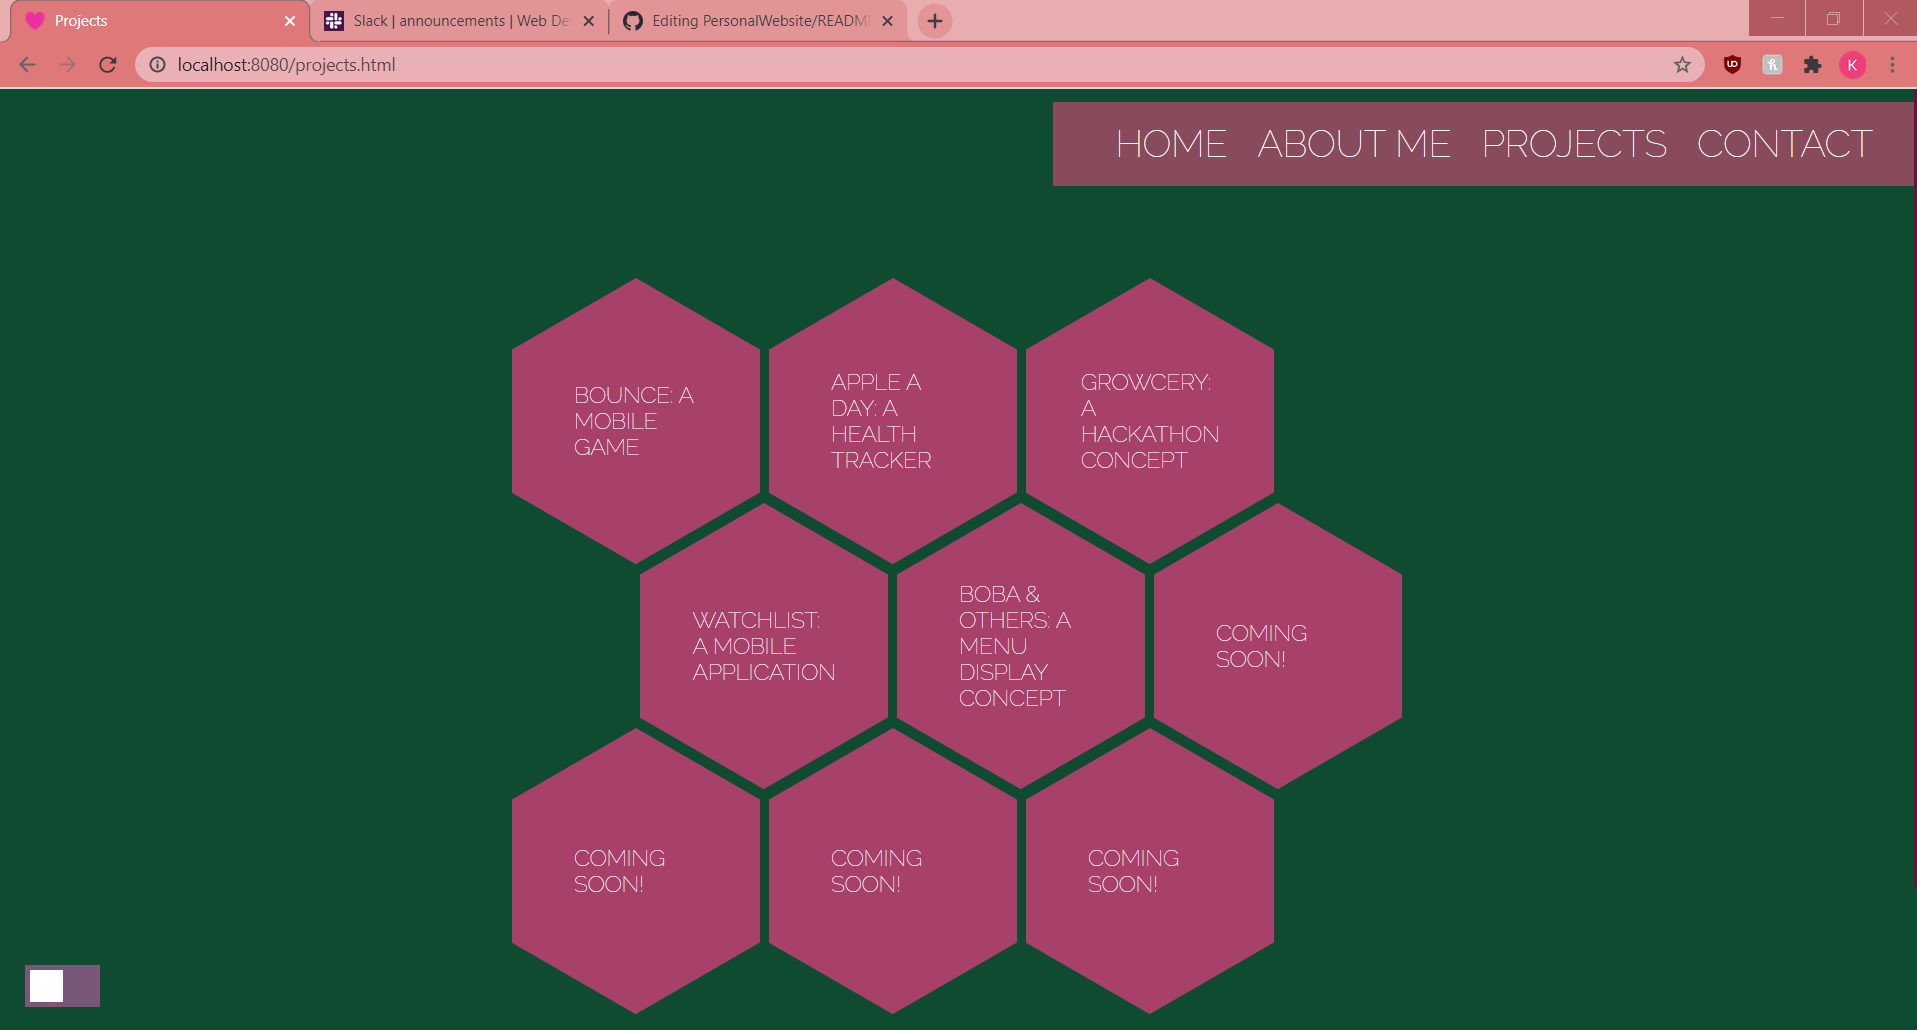 Projects
Slack | announcements | Web De
Editing PersonalWebsite/README
localhost:8080/projects.html
K
HOME ABOUT ME PROJECTS CONTACT
BOUNCE: A
MOBILE
GAME
APPLE A
DAY: A
HEALTH
TRACKER
GROWCERY:
A
HACKATHON
CONCEPT
WATCHLIST:
A MOBILE
APPLICATION
BOBA &
OTHERS: A
MENU
DISPLAY
CONCEPT
COMING
SOON!
COMING
SOON!
COMING
SOON!
COMING
SOON!